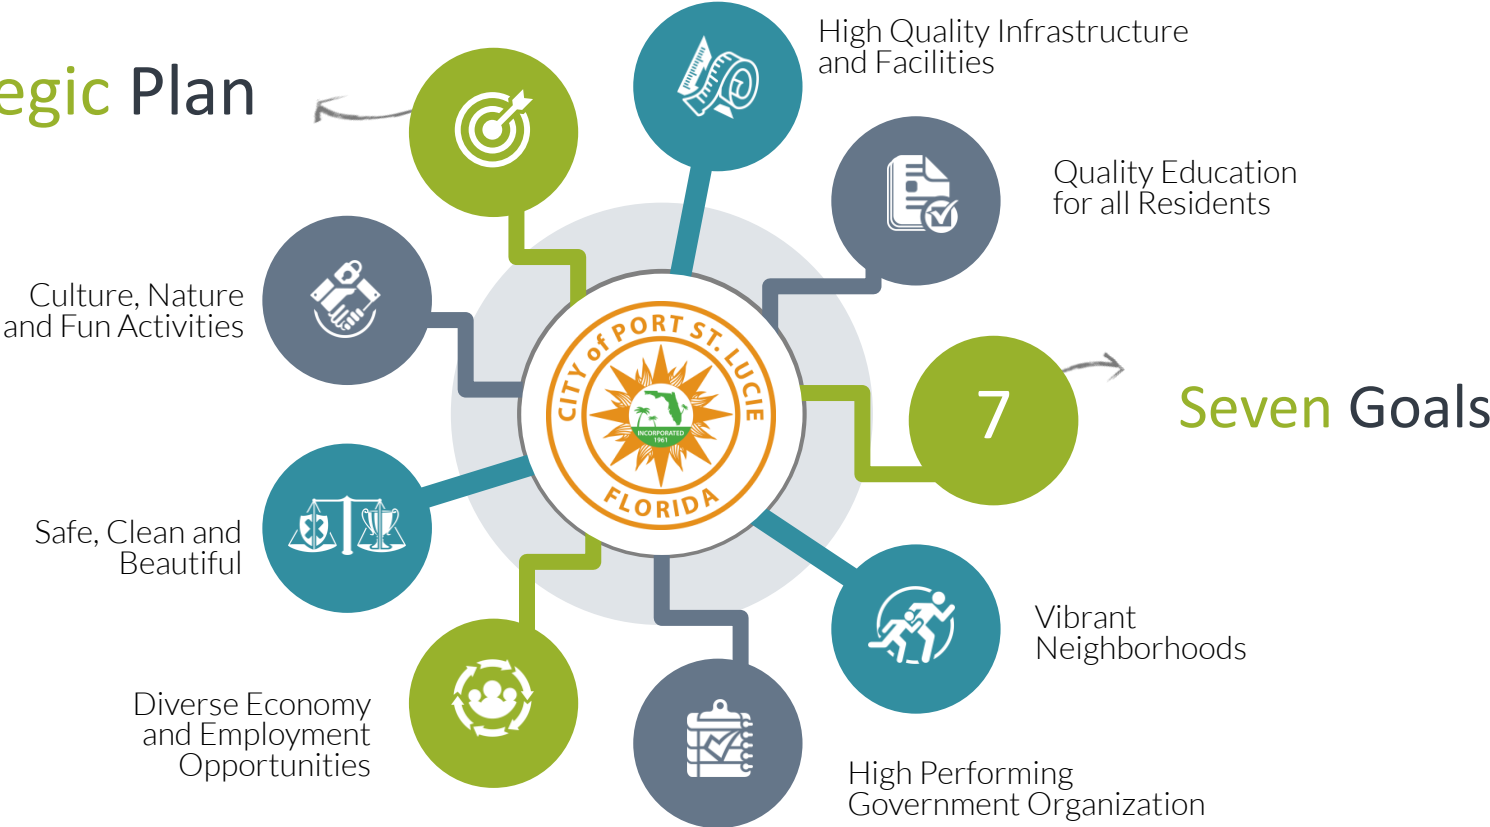 egic Plan
High Quality Infrastructure
and Facilities
Quality Education
for all Residents
Culture, Nature
and Fun Activities
CITY of PORT ST. LUCIE
INCORPORATED
1961
FLORIDA
7
Seven Goals
Safe, Clean and
Beautiful
Vibrant
Neighborhoods
Diverse Economy
and Employment
Opportunities
High Performing
Government Organization